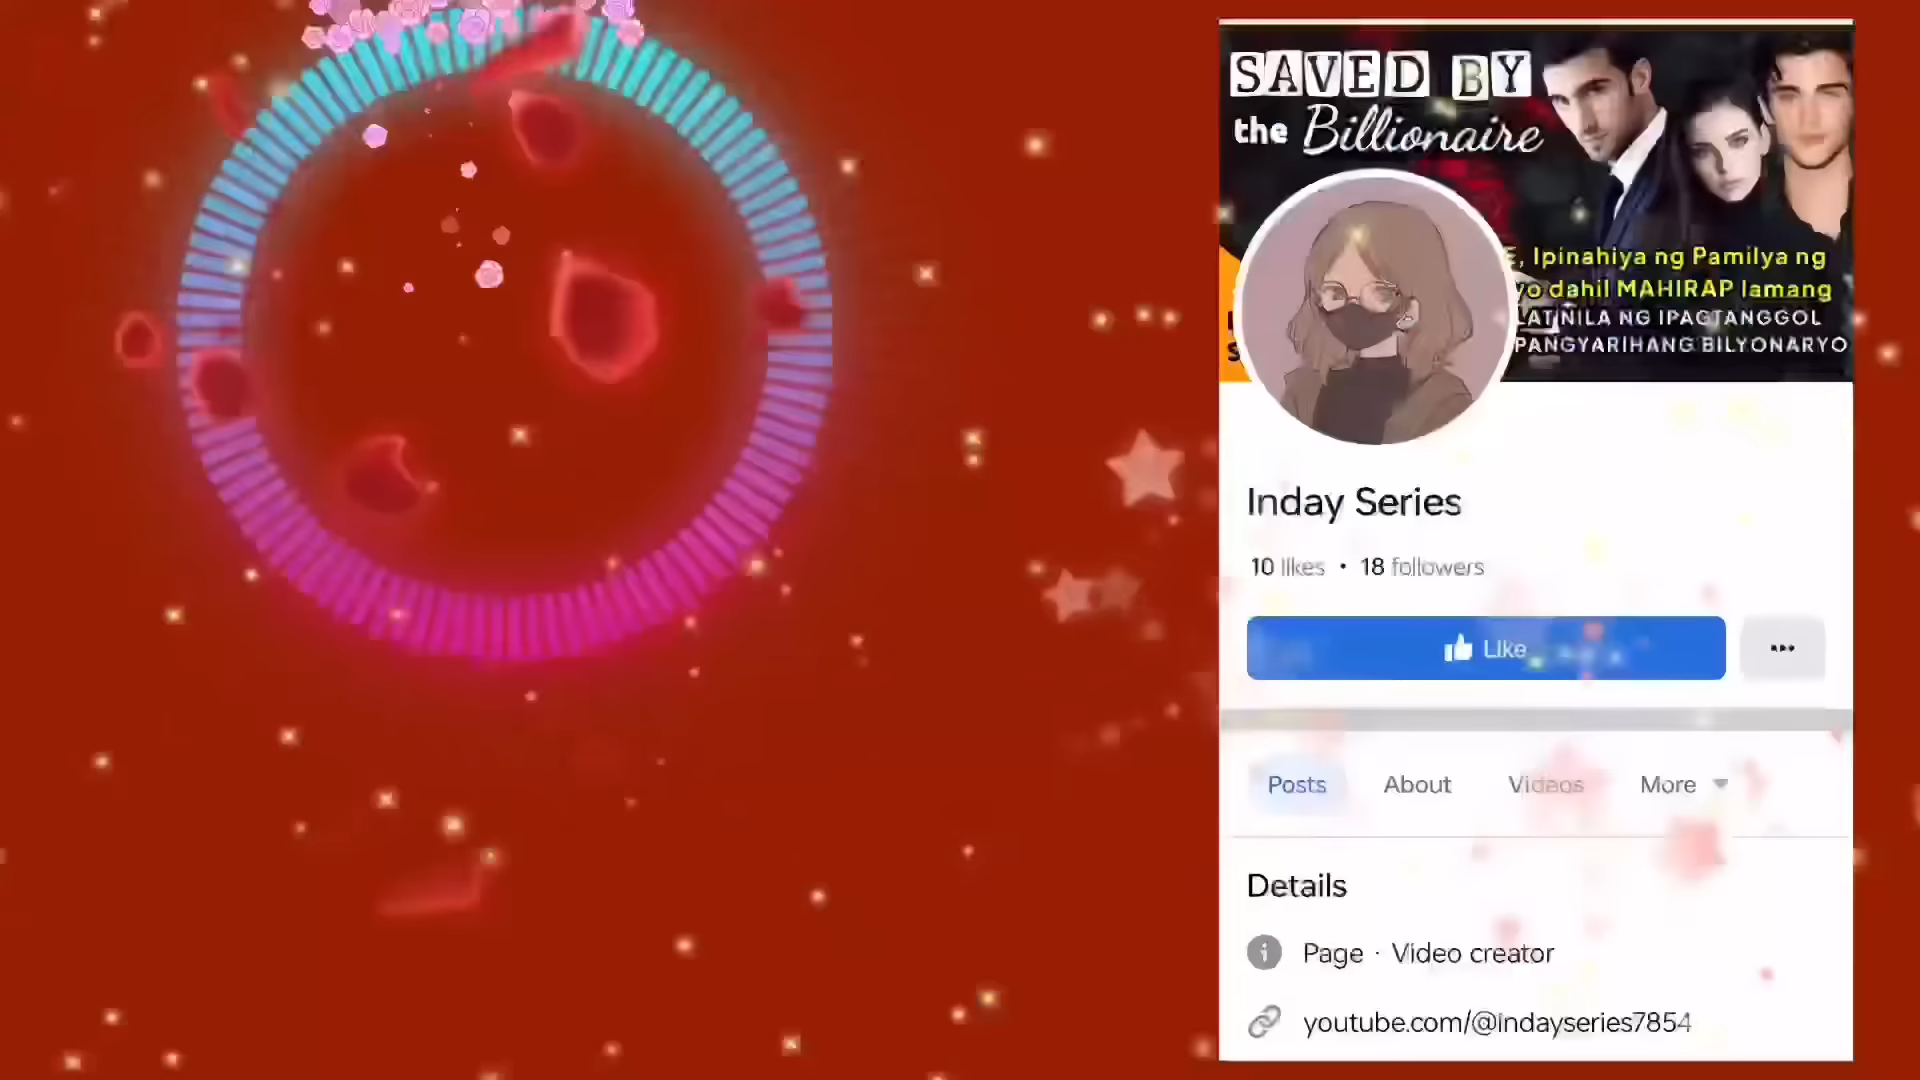 SAVED BY
the Billionaire
, Ipinahiya ng Pamilya ng
yo dahil MAHIRAP lamang
NILA NG IPAGTANGGOL
PANGYARIHANG BILYONARYO
Inday Series
10 likes • 18 followers
Like
Posts About Videos More
Details
Page · Video creator
youtube.com/@Indayseries7854